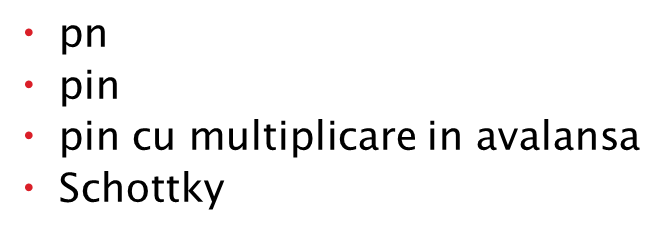 • pn
• pin
• pin cu multiplicare in avalansa
• Schottky